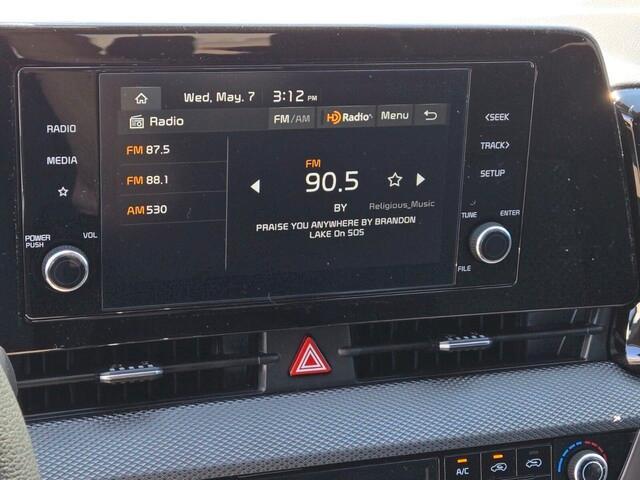 Wed, May. 7 3:12 PM
Radio FM/AM HD Radio Menu
RADIO
MEDIA
POWER PUSH VOL
FM 87.5
FM 88.1
AM 530
FM
90.5
BY Religious_Music
PRAISE YOU ANYWHERE BY BRANDON
LAKE On SOS
<SEEK
TRACK>
SETUP
TUNE ENTER
FILE
A/C